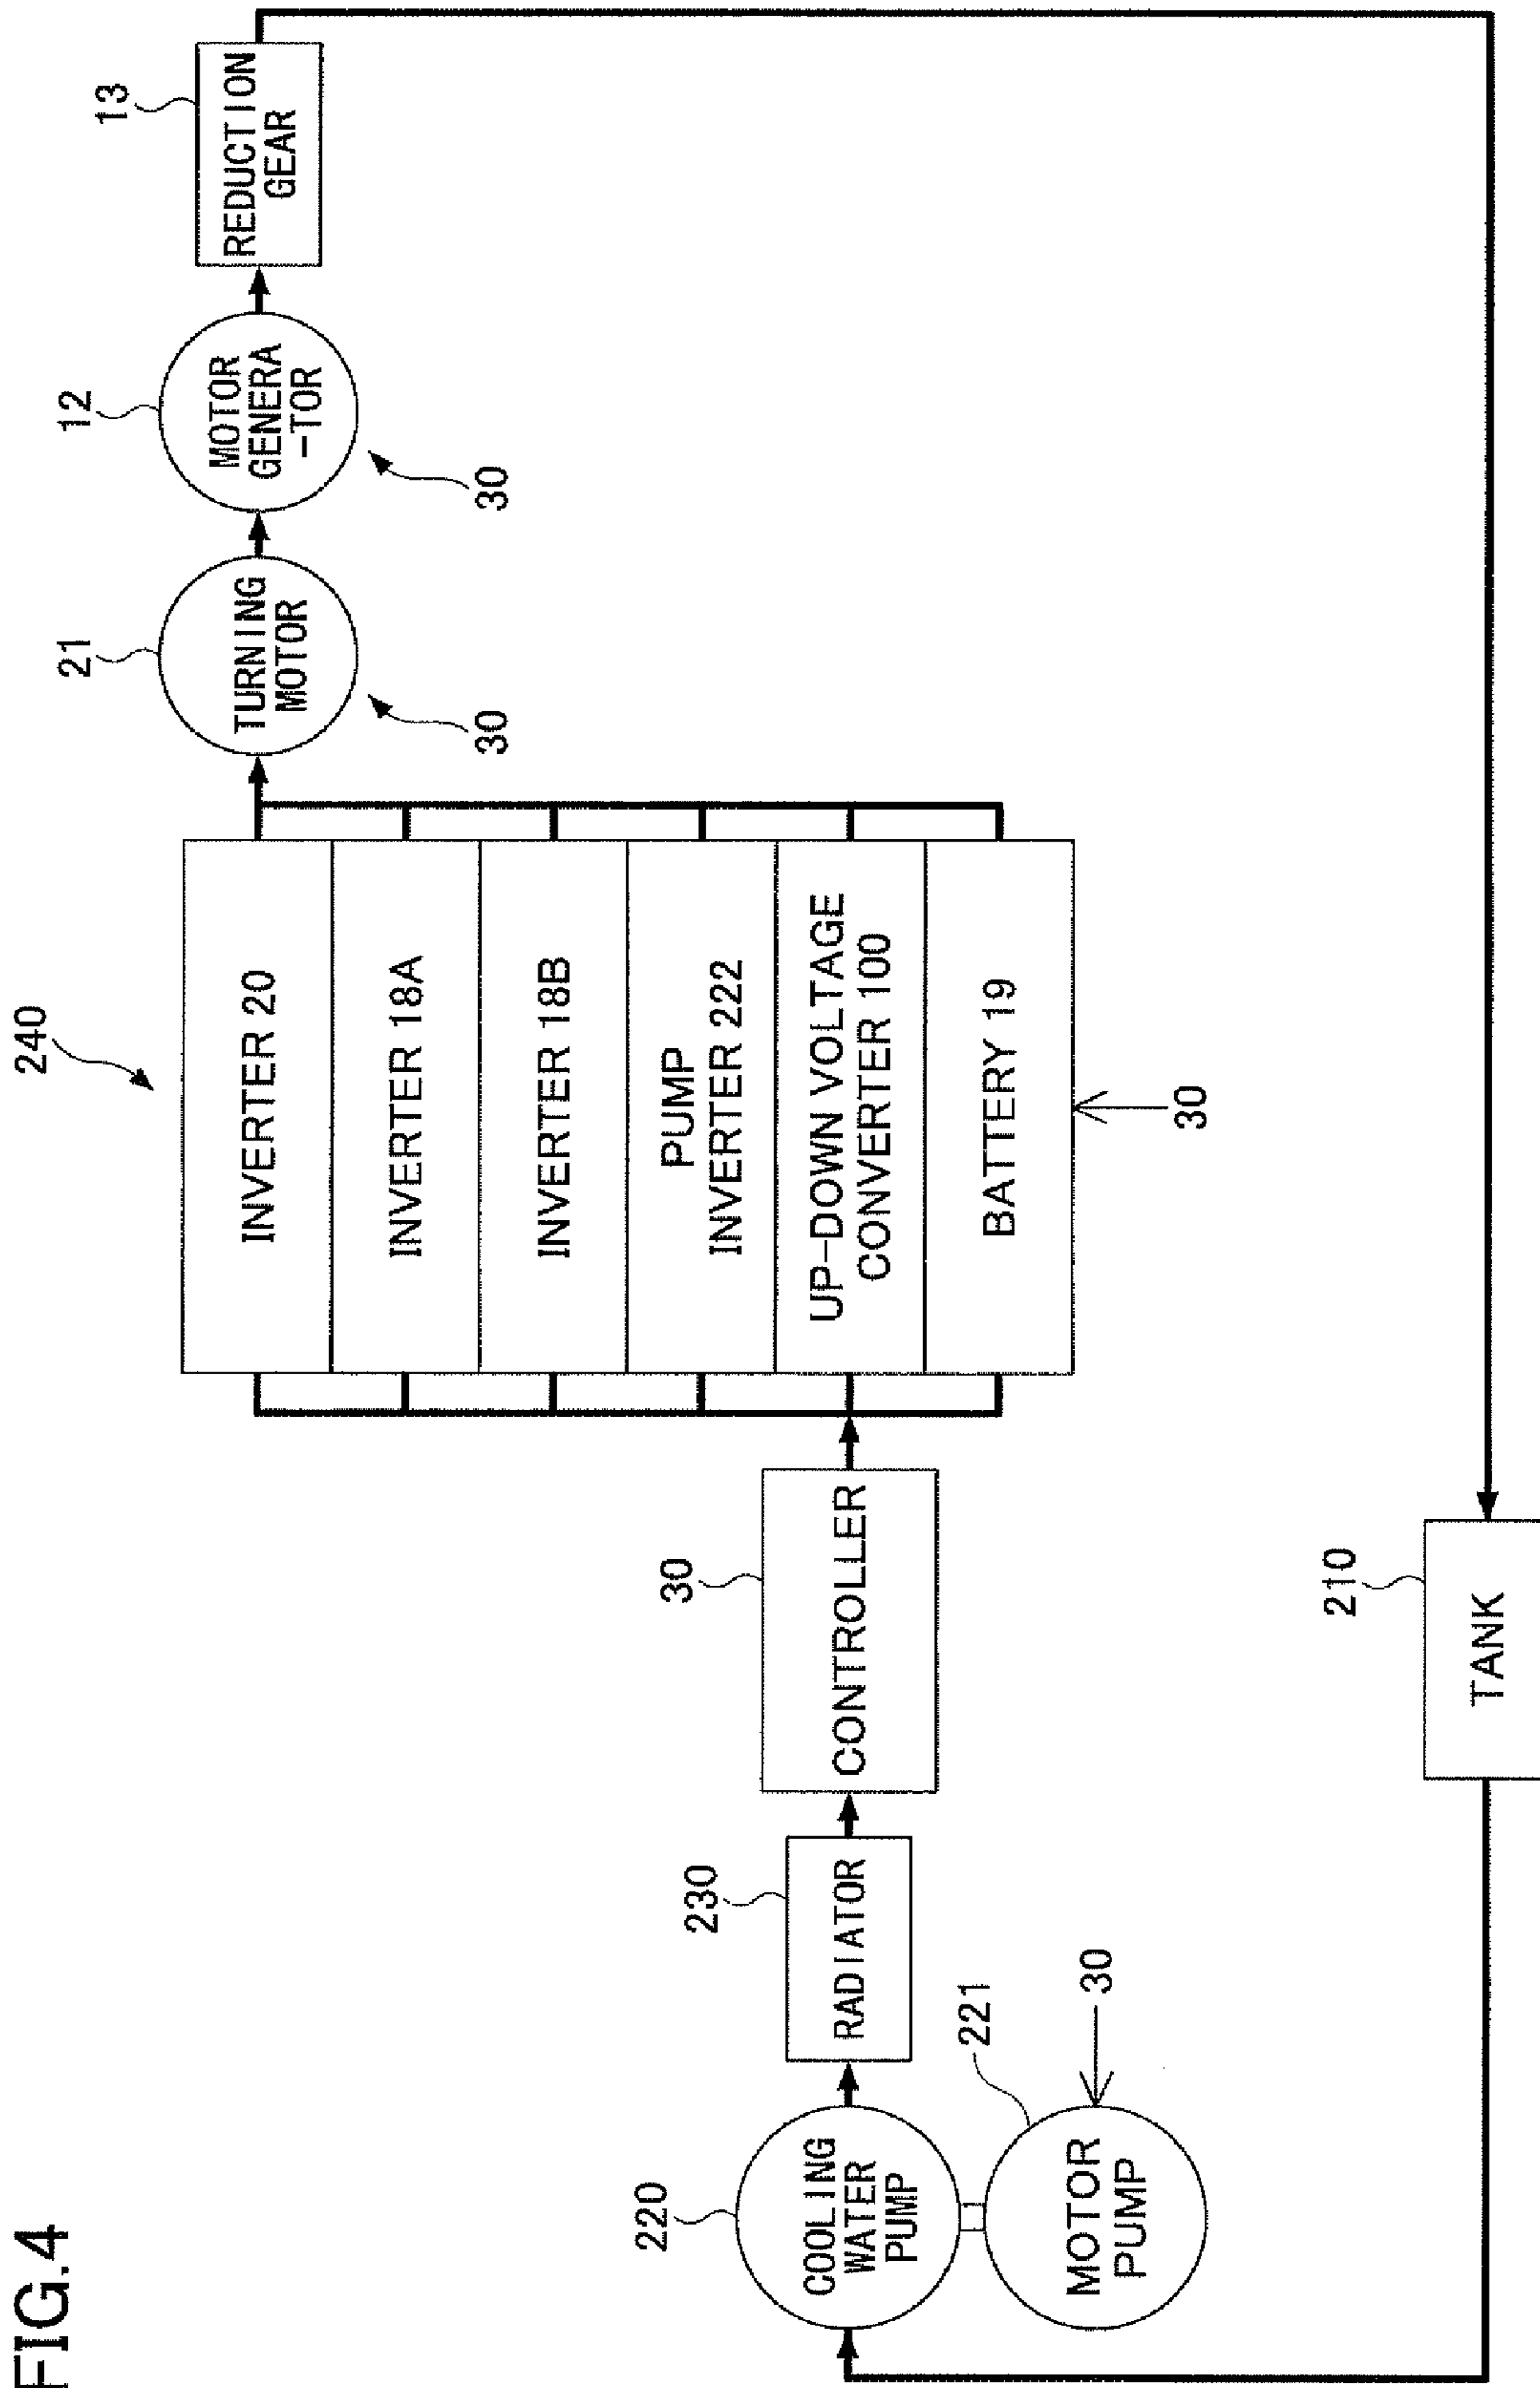 FIG.4
240
INVERTER 20
INVERTER 18A
INVERTER 18B
PUMP
INVERTER 222
UP-DOWN VOLTAGE
CONVERTER 100
BATTERY 19
30
21
TURNING
MOTOR
30
12
MOTOR
GENERA
-TOR
30
13
REDUCTION
GEAR
220
COOLING
WATER
PUMP
221
MOTOR
PUMP
30
230
RADIATOR
30
CONTROLLER
210
TANK